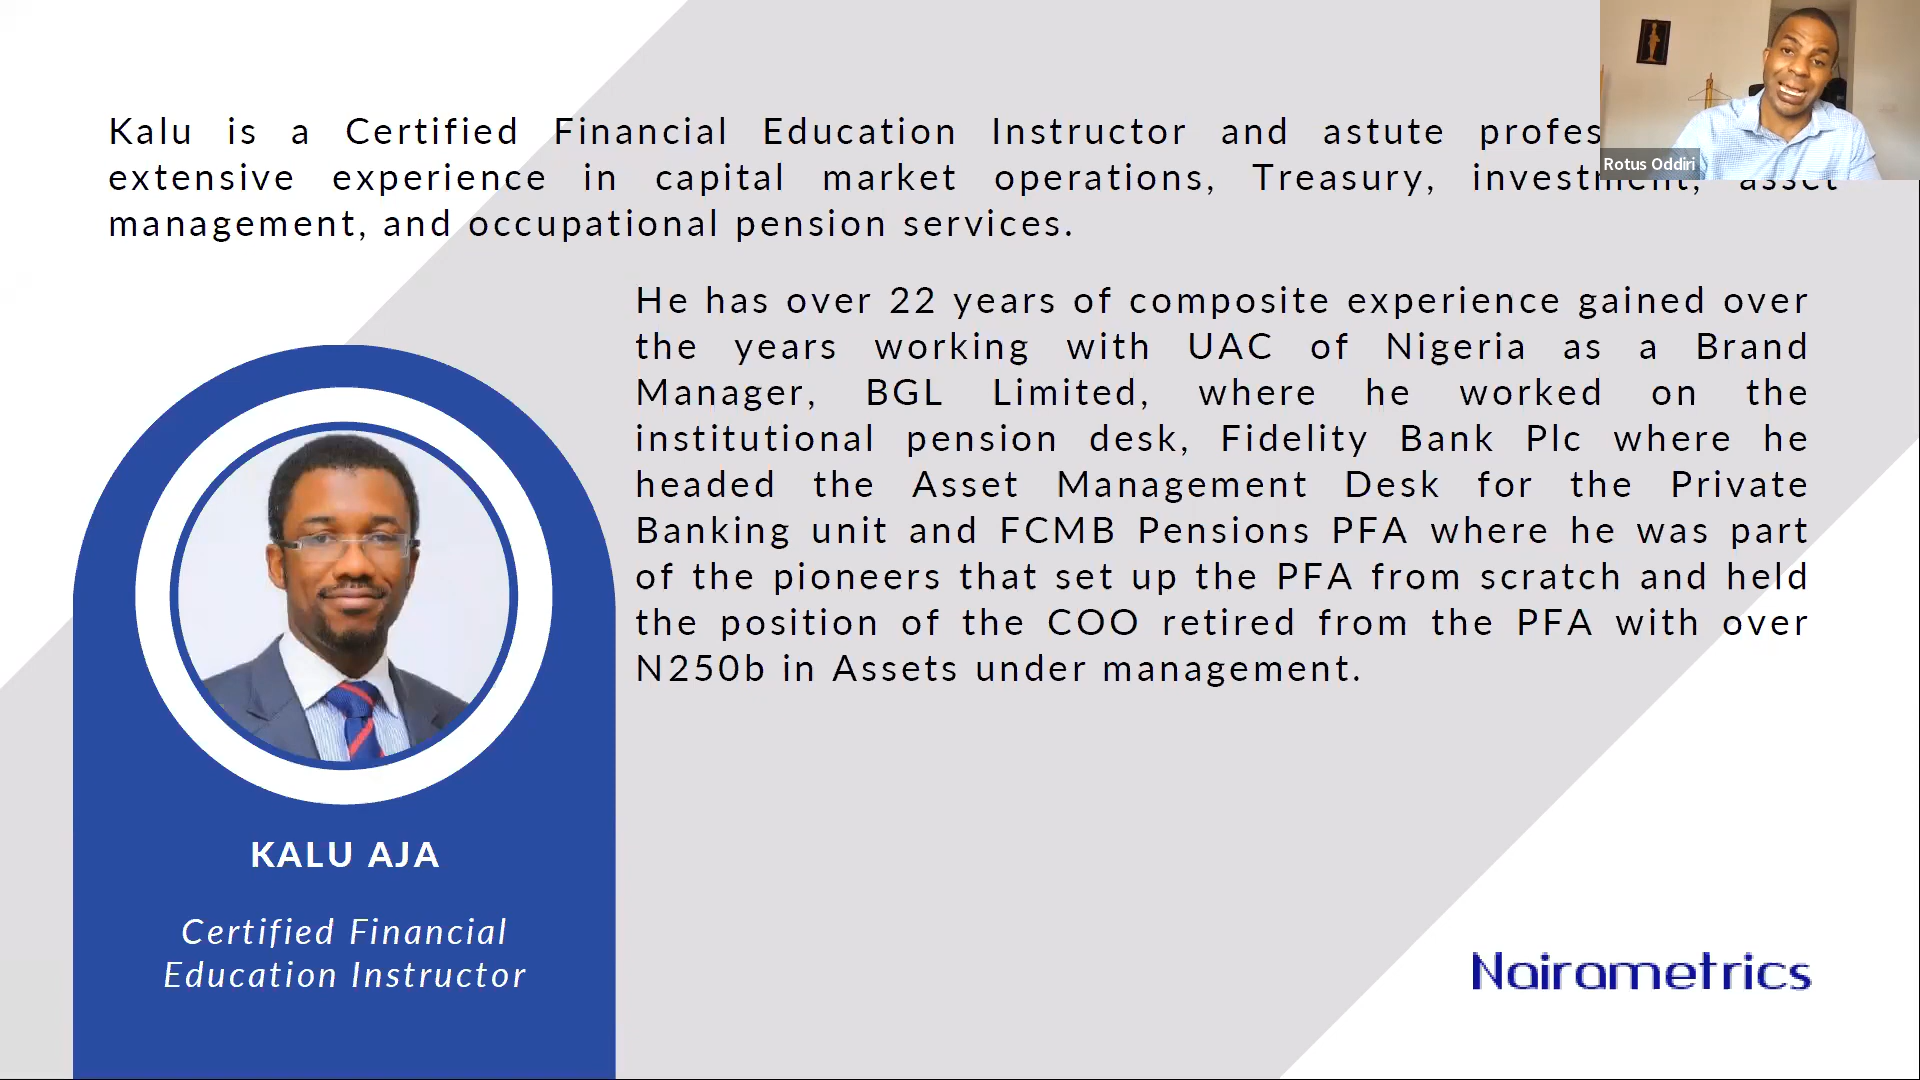 Kalu is a Certified Financial Education Instructor and astute
extensive experience in capital market operations, Treasury, investment, asset
management, and occupational pension services.
Rotus Oddiri
He has over 22 years of composite experience gained over
the years working with UAC of Nigeria as a Brand
Manager, BGL Limited, where he worked on the
institutional pension desk, Fidelity Bank Plc where he
headed the Asset Management Desk for the Private
Banking unit and FCMB Pensions PFA where he was part
of the pioneers that set up the PFA from scratch and held
the position of the COO retired from the PFA with over
N250b in Assets under management.
KALU AJA
Certified Financial
Education Instructor
Nairametrics